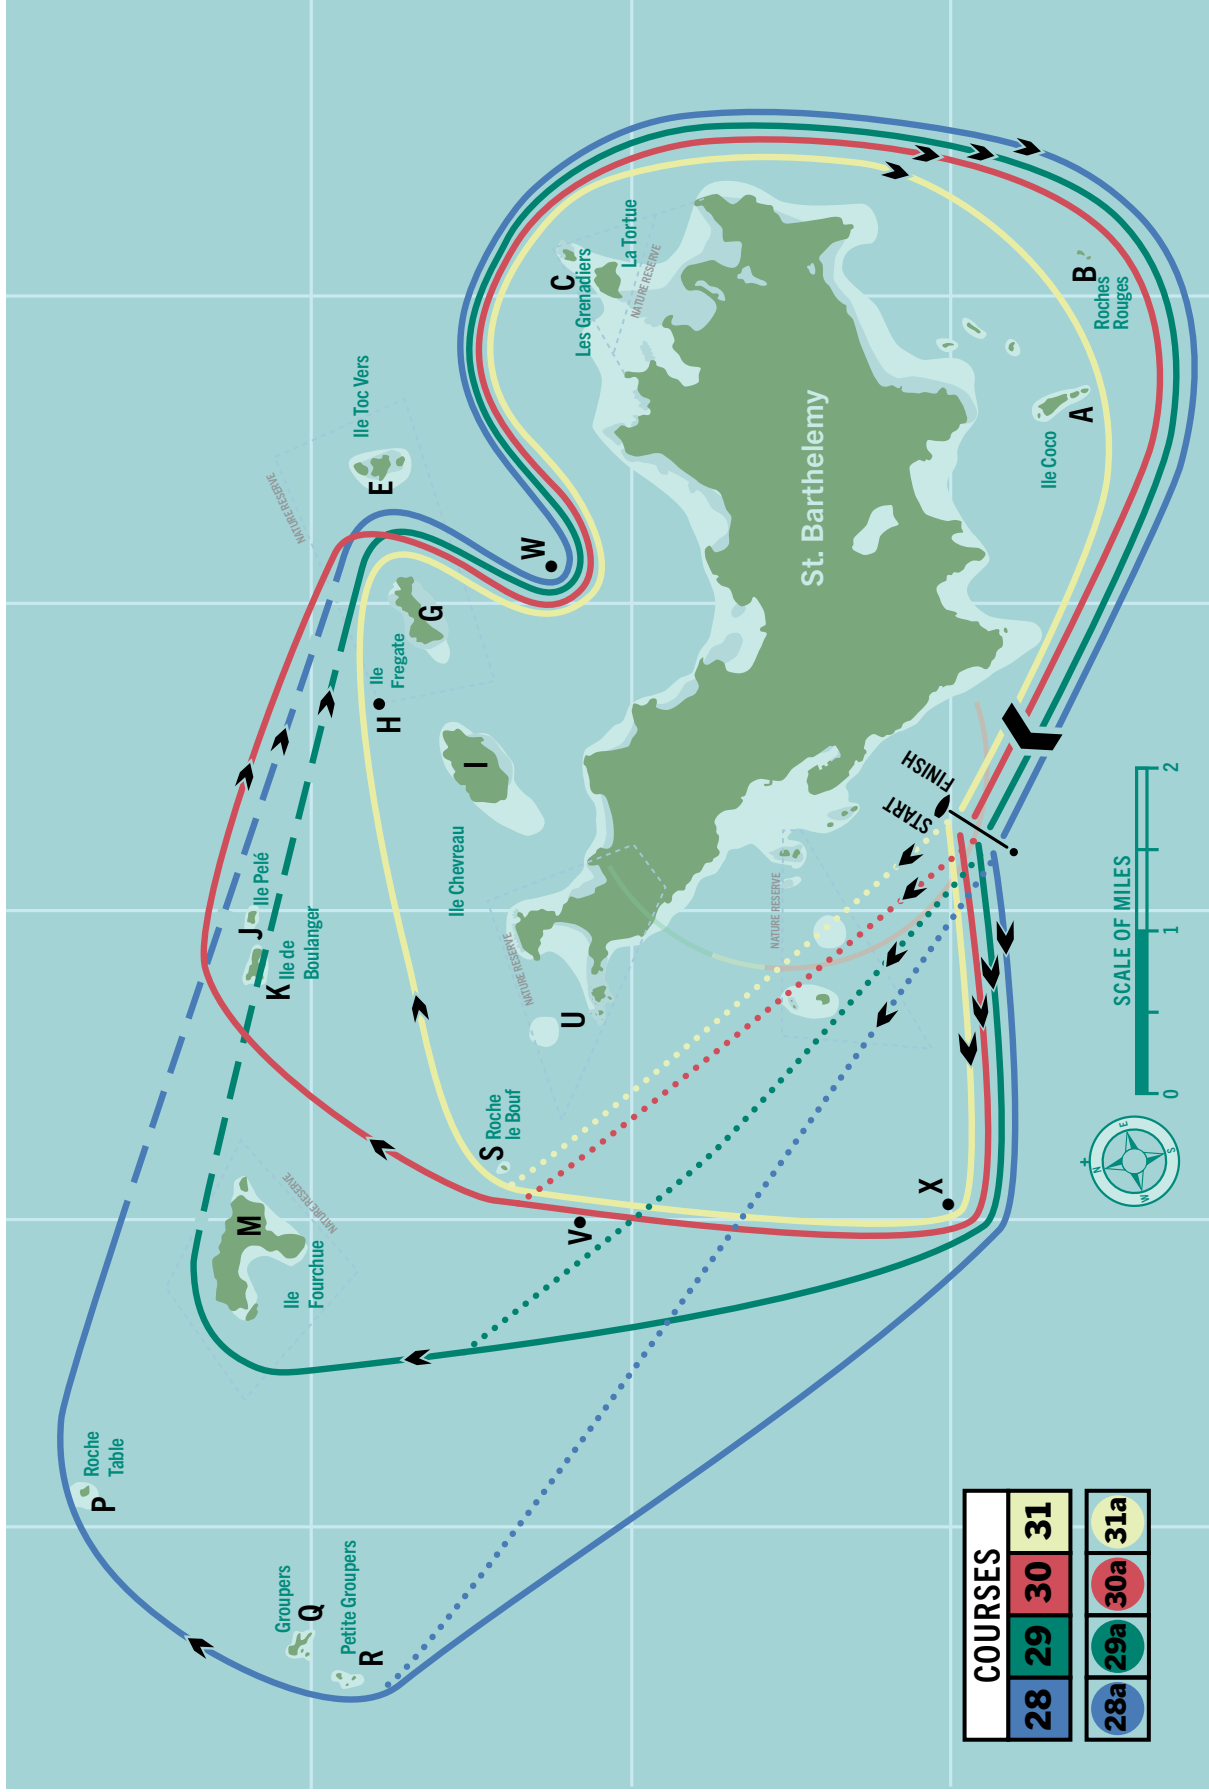 Groupers
Q
Petite Groupers
R
P
Roche
Table
M
Ile
Fourchue
NATURE RESERVE
J
Ile Pelé
K
Ile de
Boulanger
H
Ile
Fregate
G
NATURE RESERVE
Ile Toc Vers
E
I
Ile Chevreau
W
S
Roche
le Bouf
V
U
NATURE RESERVE
C
Les Grenadiers
La Tortue
NATURE RESERVE
St. Barthelemy
NATURE RESERVE
X
START
FINISH
Ile Coco
A
B
Roches
Rouges
COURSES
28 29 30 31
28a 29a 30a 31a
N
E
S
W
SCALE OF MILES
0 1 2